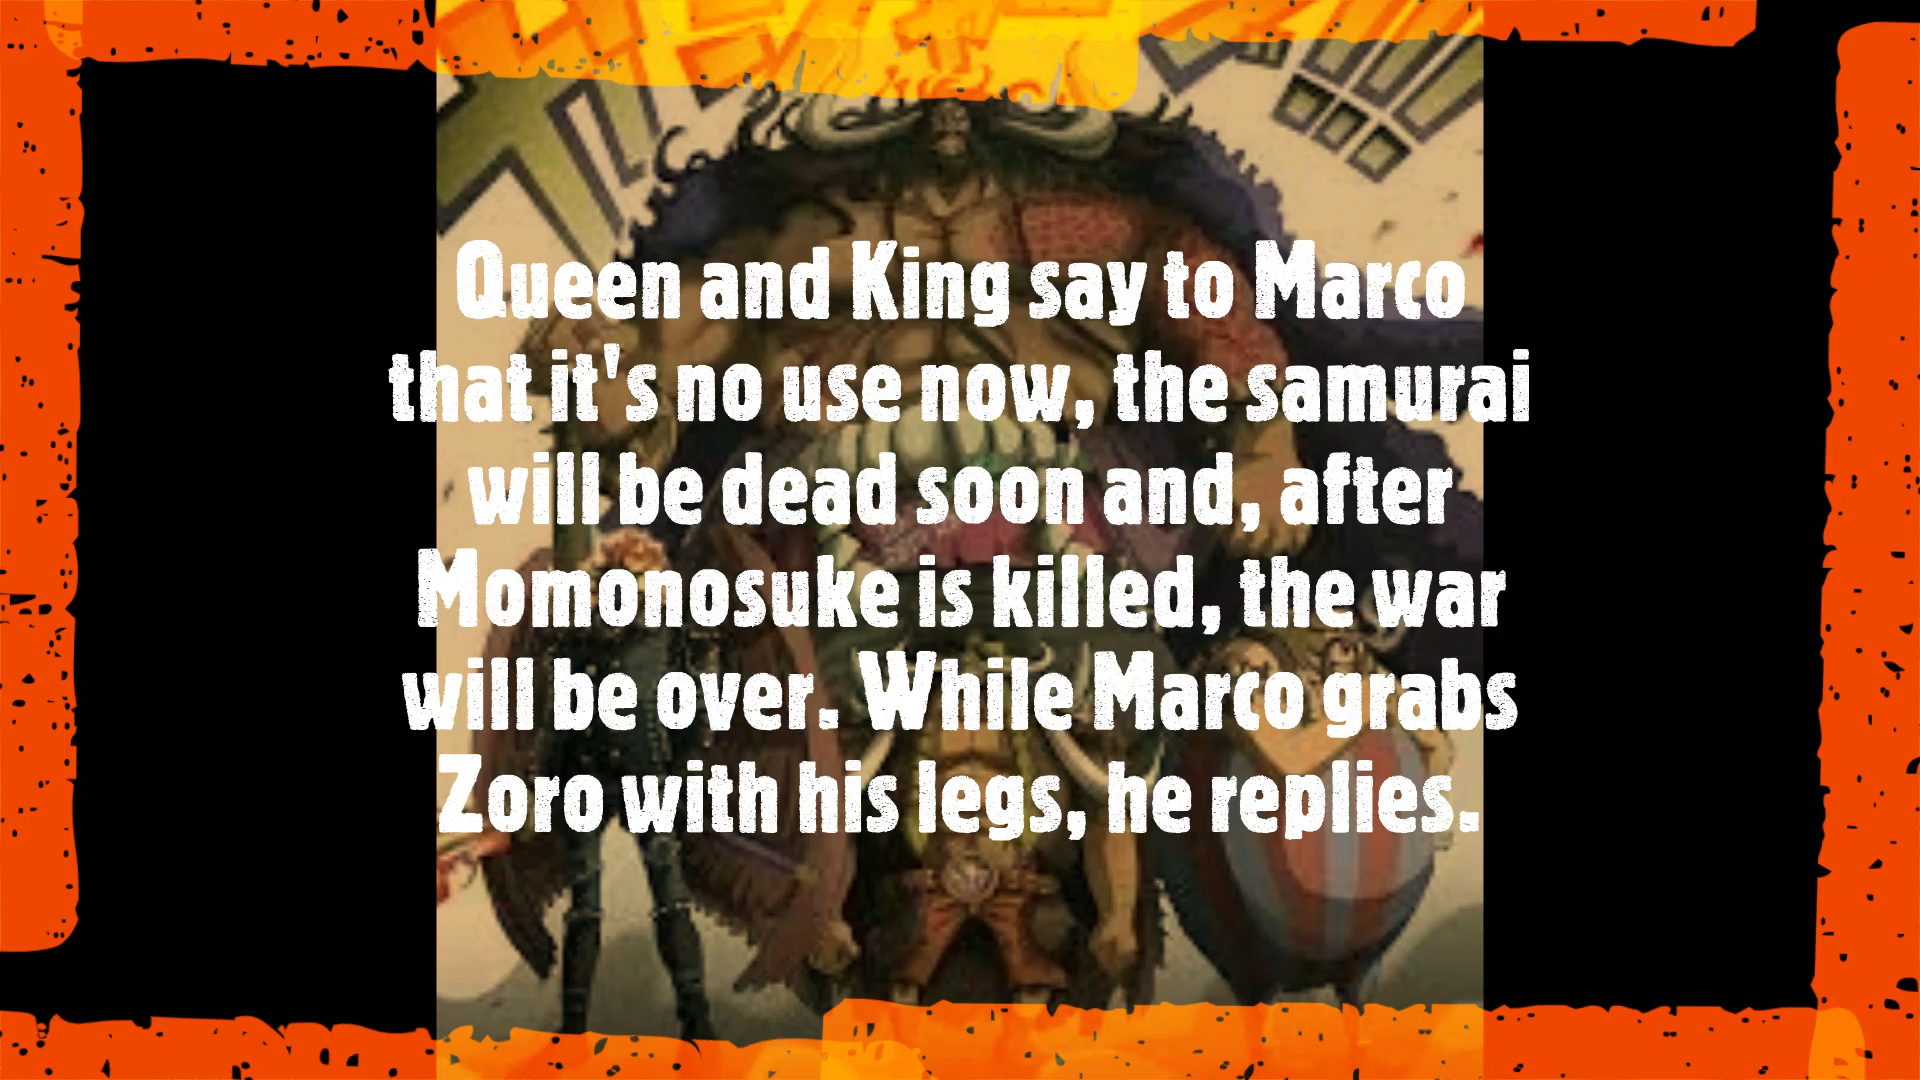 Queen and King say to Marco
that it's no use now, the samurai
will be dead soon and, after
Momonosuke is killed, the war
will be over. While Marco grabs
Zoro with his legs, he replies.